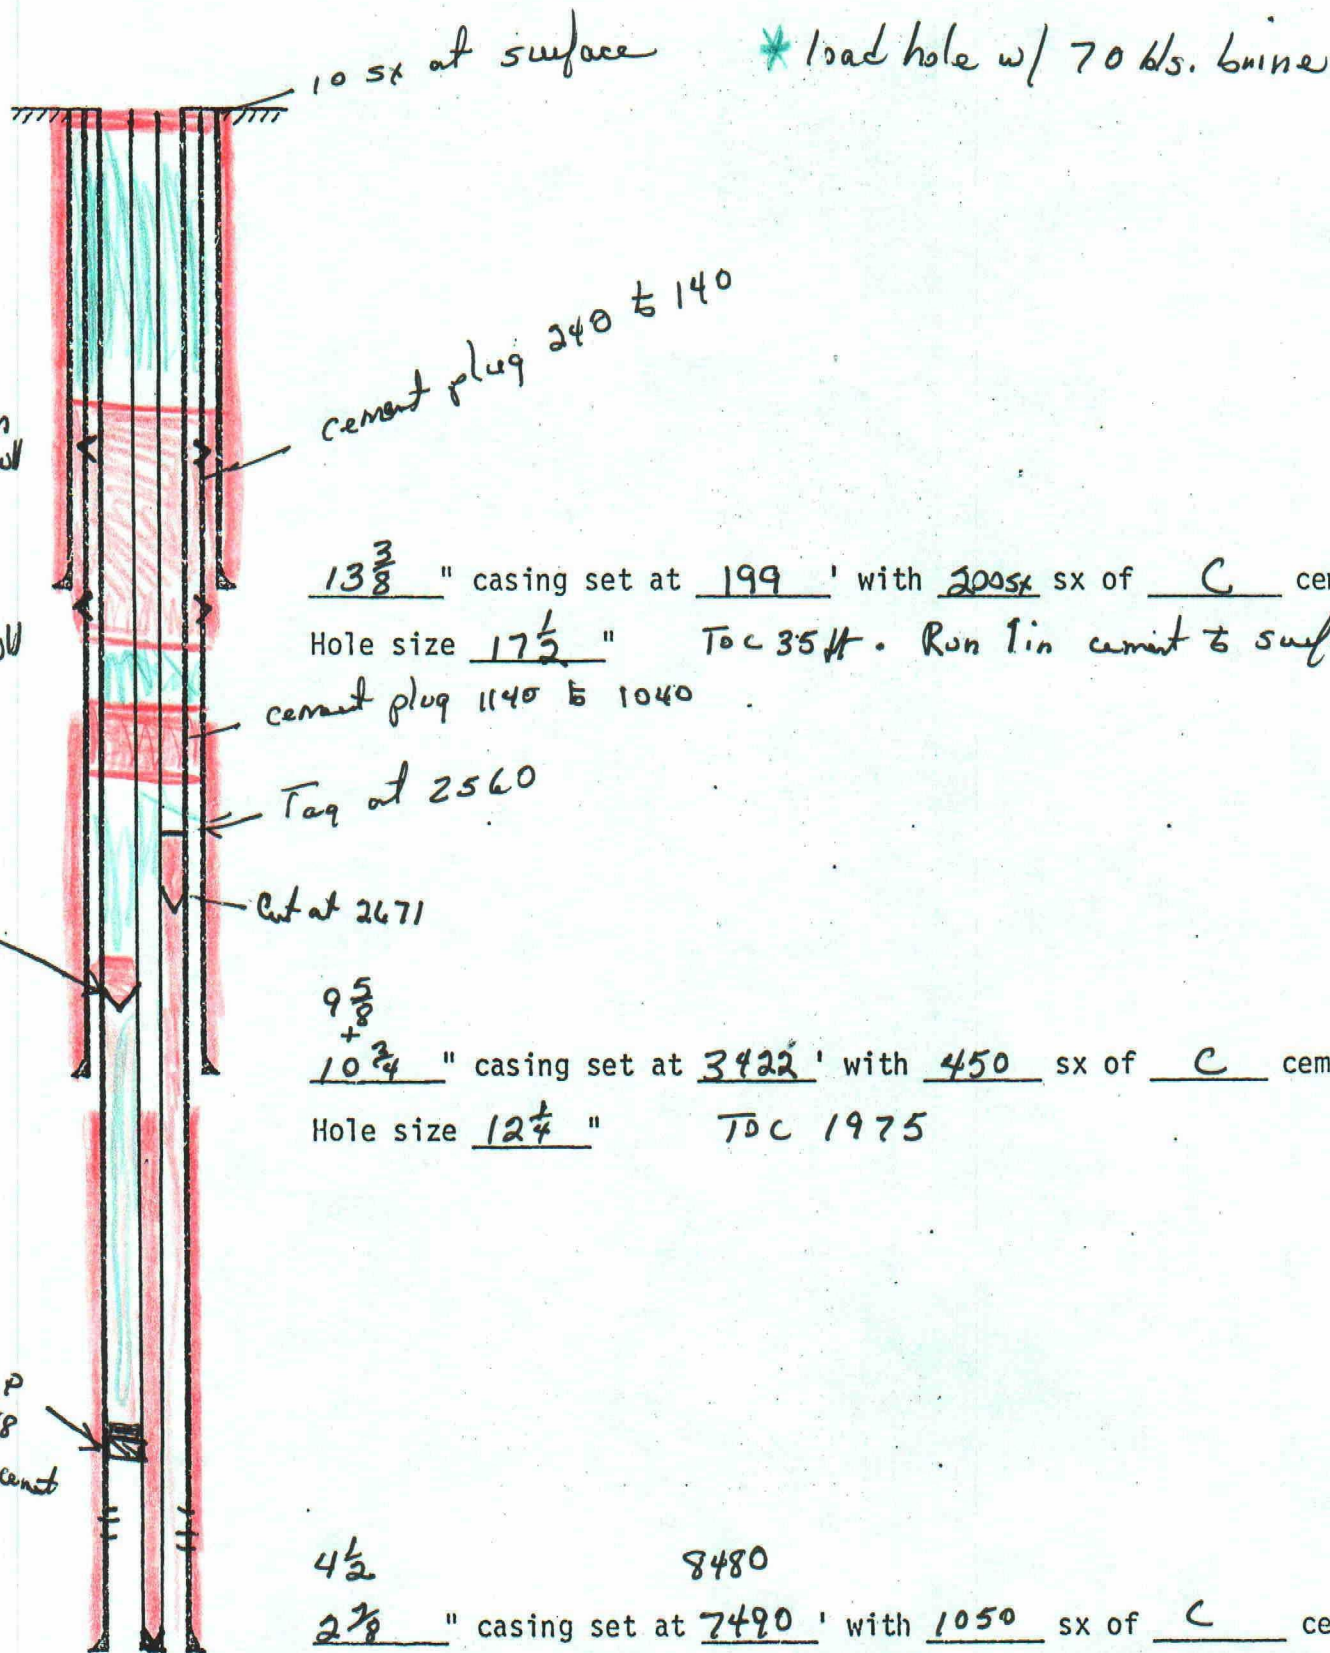 10 sx at surface
* load hole w/ 70 bls. brine
cement plug 240 to 140
13 3/8 " casing set at 199 ' with 200sx sx of C
Hole size 17 1/2 " TOC 35 ft. Run 1in cement to surf
cement plug 1140 to 1040
Tag at 2560
Cut at 2671
9 5/8
+
10 3/4 " casing set at 3422 ' with 450 sx of C cem
Hole size 12 1/4 " TOC 1975
P
8
cement
4 1/2 8480
2 7/8 " casing set at 7490 ' with 1050 sx of C ce